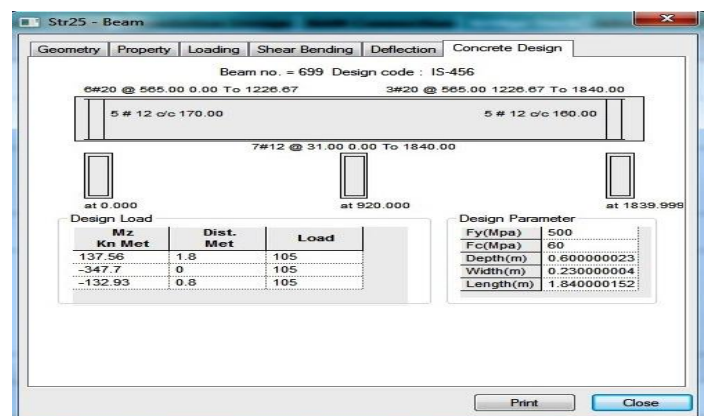 Str25 - Beam
Geometry Property Loading Shear Bending Deflection Concrete Design
Beam no. = 699 Design code : IS-456
6#20 @ 565.00 0.00 To 1226.67 3#20 @ 565.00 1226.67 To 1840.00
5 # 12 c/c 170.00 5 # 12 c/c 160.00
7#12 @ 31.00 0.00 To 1840.00
at 0.000 at 920.000 at 1839.999
Design Load Design Parameter
Mz Kn Met Dist. Met Load
137.56 1.8 105
-347.7 0 105
-132.93 0.8 105
Fy(Mpa) 500
Fc(Mpa) 60
Depth(m) 0.600000023
Width(m) 0.230000004
Length(m) 1.840000152
Print Close